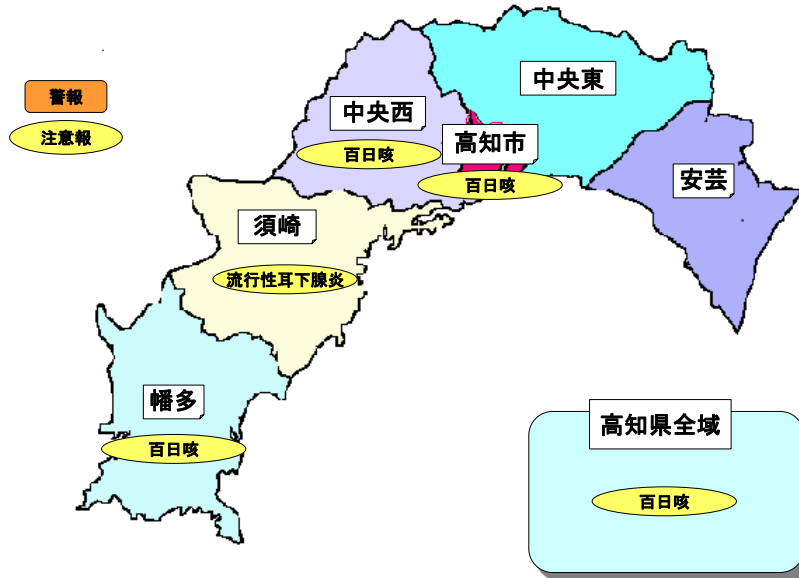 警報
注意報
中央東
中央西
百日咳
高知市
百日咳
安芸
須崎
流行性耳下腺炎
幡多
百日咳
高知県全域
百日咳